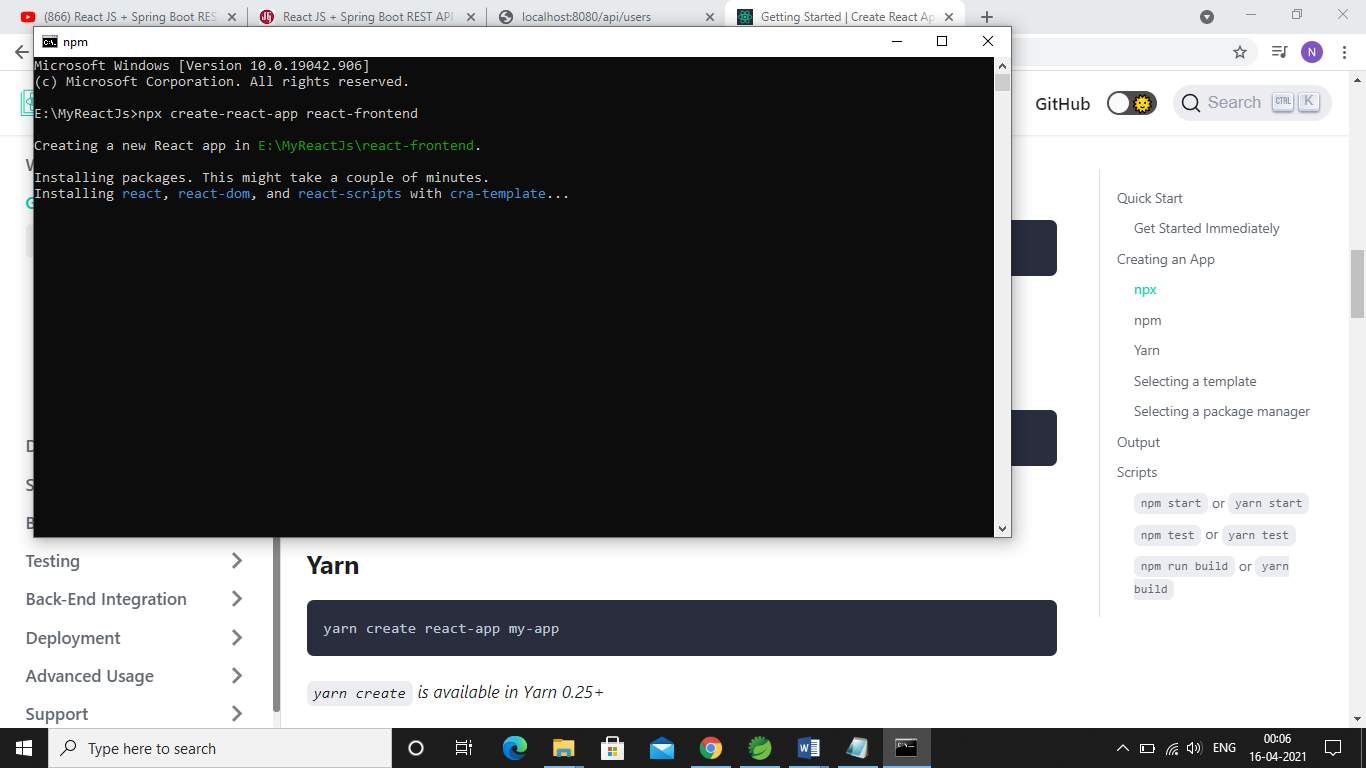 (866) React JS + Spring Boot RES
React JS + Spring Boot REST API
localhost:8080/api/users
Getting Started | Create React Ap
npm
Microsoft Windows [Version 10.0.19042.906]
(c) Microsoft Corporation. All rights reserved.
E:\MyReactJs>npx create-react-app react-frontend
Creating a new React app in E:\MyReactJs\react-frontend.
Installing packages. This might take a couple of minutes.
Installing react, react-dom, and react-scripts with cra-template...
N
GitHub
Search CTRL K
Quick Start
Get Started Immediately
Creating an App
npx
npm
Yarn
Selecting a template
Selecting a package manager
Output
Scripts
npm start or yarn start
npm test or yarn test
npm run build or yarn
build
Testing
Back-End Integration
Deployment
Advanced Usage
Support
Yarn
yarn create react-app my-app
yarn create is available in Yarn 0.25+
Type here to search
ENG
00:06
16-04-2021